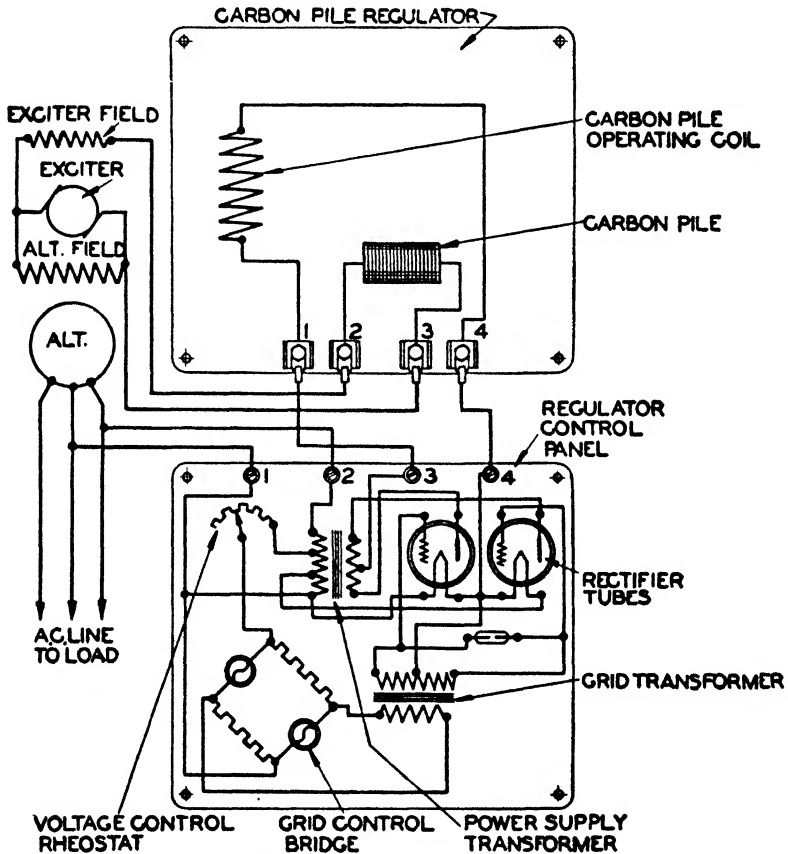 CARBON PILE REGULATOR
EXCITER FIELD
EXCITER
ALT. FIELD
ALT.
CARBON PILE
OPERATING COIL
CARBON PILE
1 2 3 4
REGULATOR
CONTROL
PANEL
1 2 3 4
RECTIFIER
TUBES
A.C.LINE
TO LOAD
GRID TRANSFORMER
VOLTAGE CONTROL
RHEOSTAT
GRID CONTROL
BRIDGE
POWER SUPPLY
TRANSFORMER